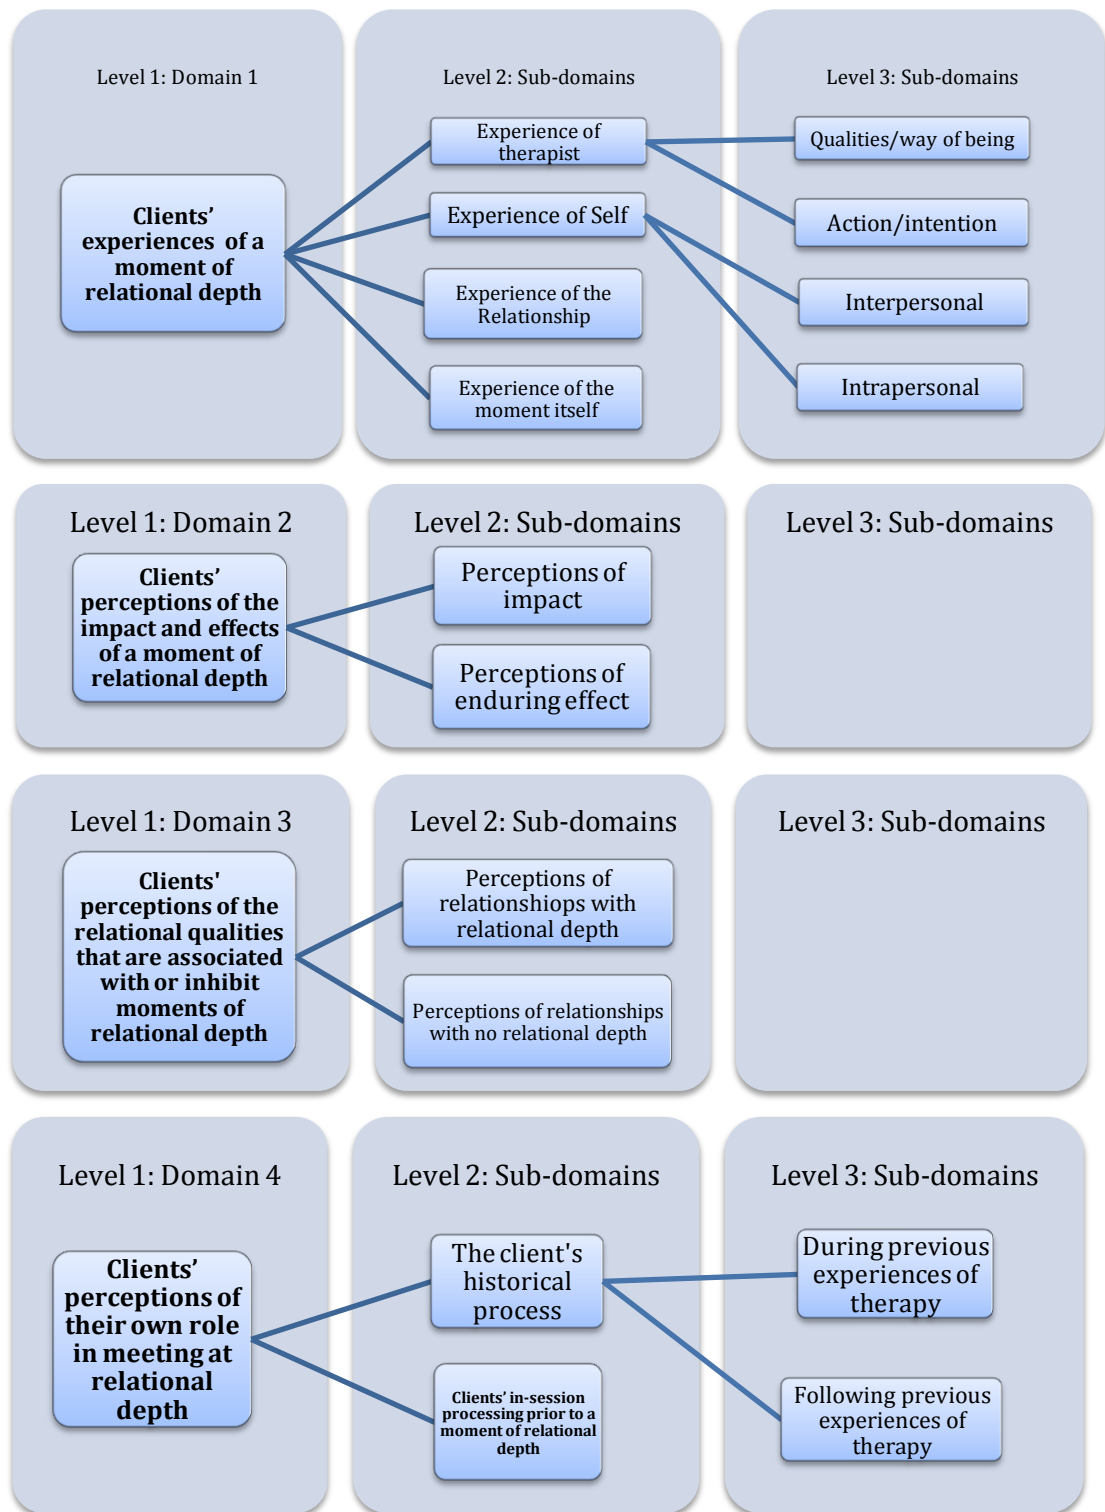 Level 1: Domain 1
Clients’
experiences of a
moment of
relational depth
Level 2: Sub-domains
Experience of
therapist
Experience of Self
Experience of the
Relationship
Experience of the
moment itself
Level 3: Sub-domains
Qualities/way of being
Action/intention
Interpersonal
Intrapersonal
Level 1: Domain 2
Clients’
perceptions of the
impact and effects
of a moment of
relational depth
Level 2: Sub-domains
Perceptions of
impact
Perceptions of
enduring effect
Level 3: Sub-domains
Level 1: Domain 3
Clients'
perceptions of the
relational qualities
that are associated
with or inhibit
moments of
relational depth
Level 2: Sub-domains
Perceptions of
relationshiops with
relational depth
Perceptions of relationships
with no relational depth
Level 3: Sub-domains
Level 1: Domain 4
Clients’
perceptions of
their own role
in meeting at
relational
depth
Level 2: Sub-domains
The client's
historical
process
Clients’ in-session
processing prior to a
moment of relational
depth
Level 3: Sub-domains
During previous
experiences of
therapy
Following previous
experiences of
therapy